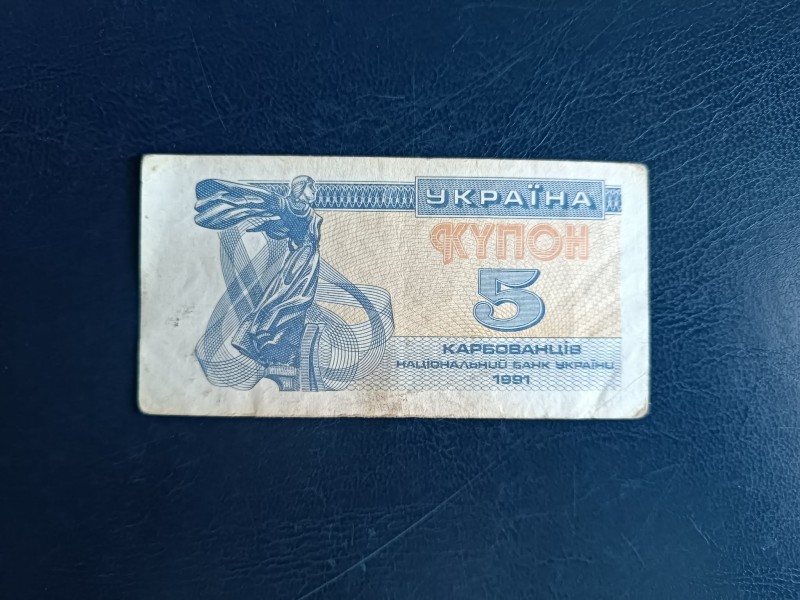 УКРАЇНА
КУПОН
5
КАРБОВАНЦІВ
НАЦІОНАЛЬНИЙ БАНК УКРАЇНИ
1991